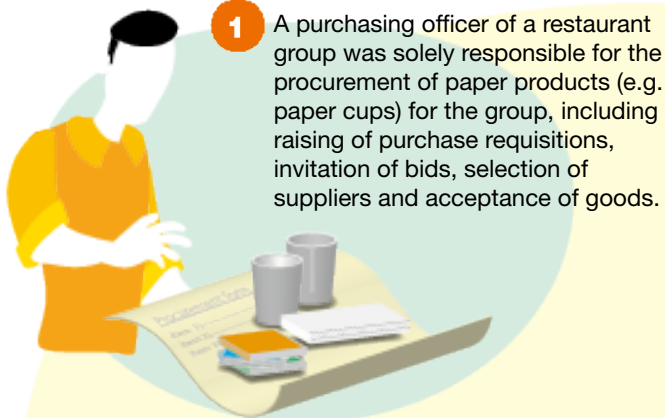 1
A purchasing officer of a restaurant
group was solely responsible for the
procurement of paper products (e.g.
paper cups) for the group, including
raising of purchase requisitions,
invitation of bids, selection of
suppliers and acceptance of goods.
Procurement form